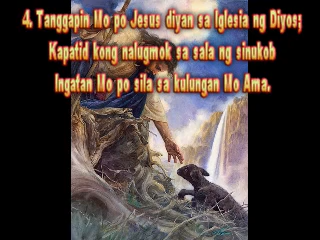 4. Tanggapin Mo po Jesus diyan sa Iglesia ng Diyos;
Kapatid kong nalugmok sa sala ng sinukob
Ingatan Mo po sila sa kulungan Mo Ama.